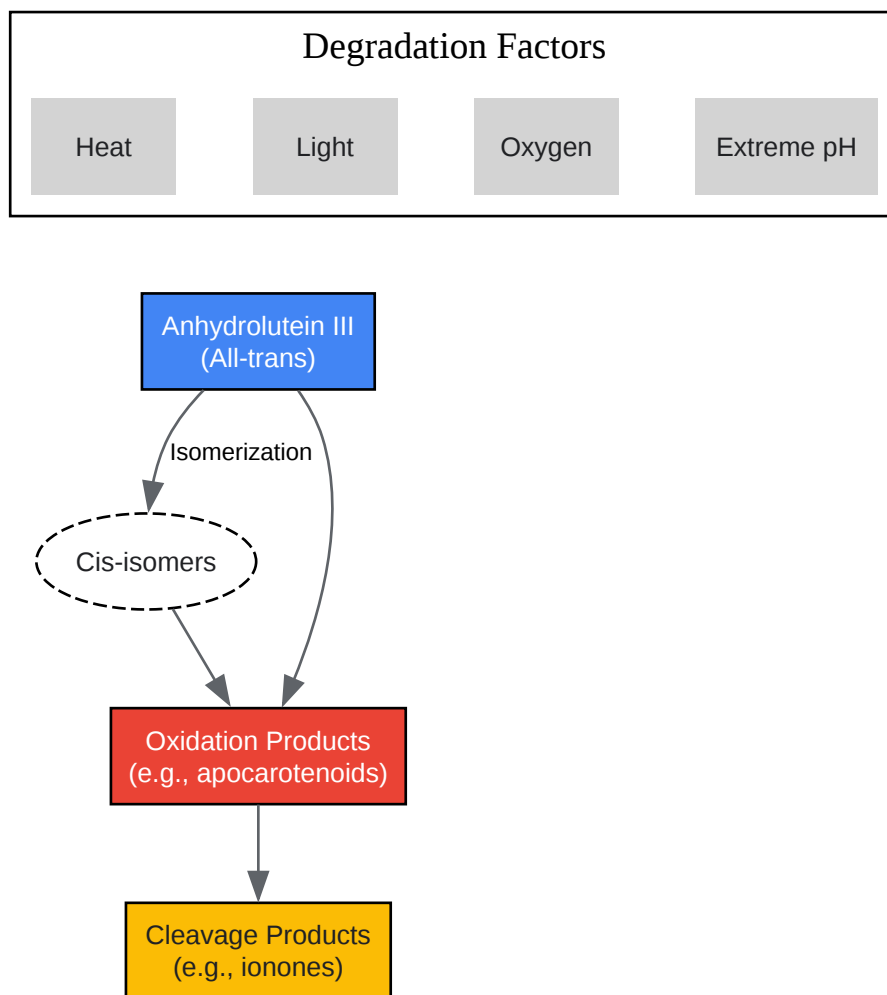 Degradation Factors
Heat
Light
Oxygen
Extreme pH
Anhydrolutein III
(All-trans)
Isomerization
Cis-isomers
Oxidation Products
(e.g., apocarotenoids)
Cleavage Products
(e.g., ionones)